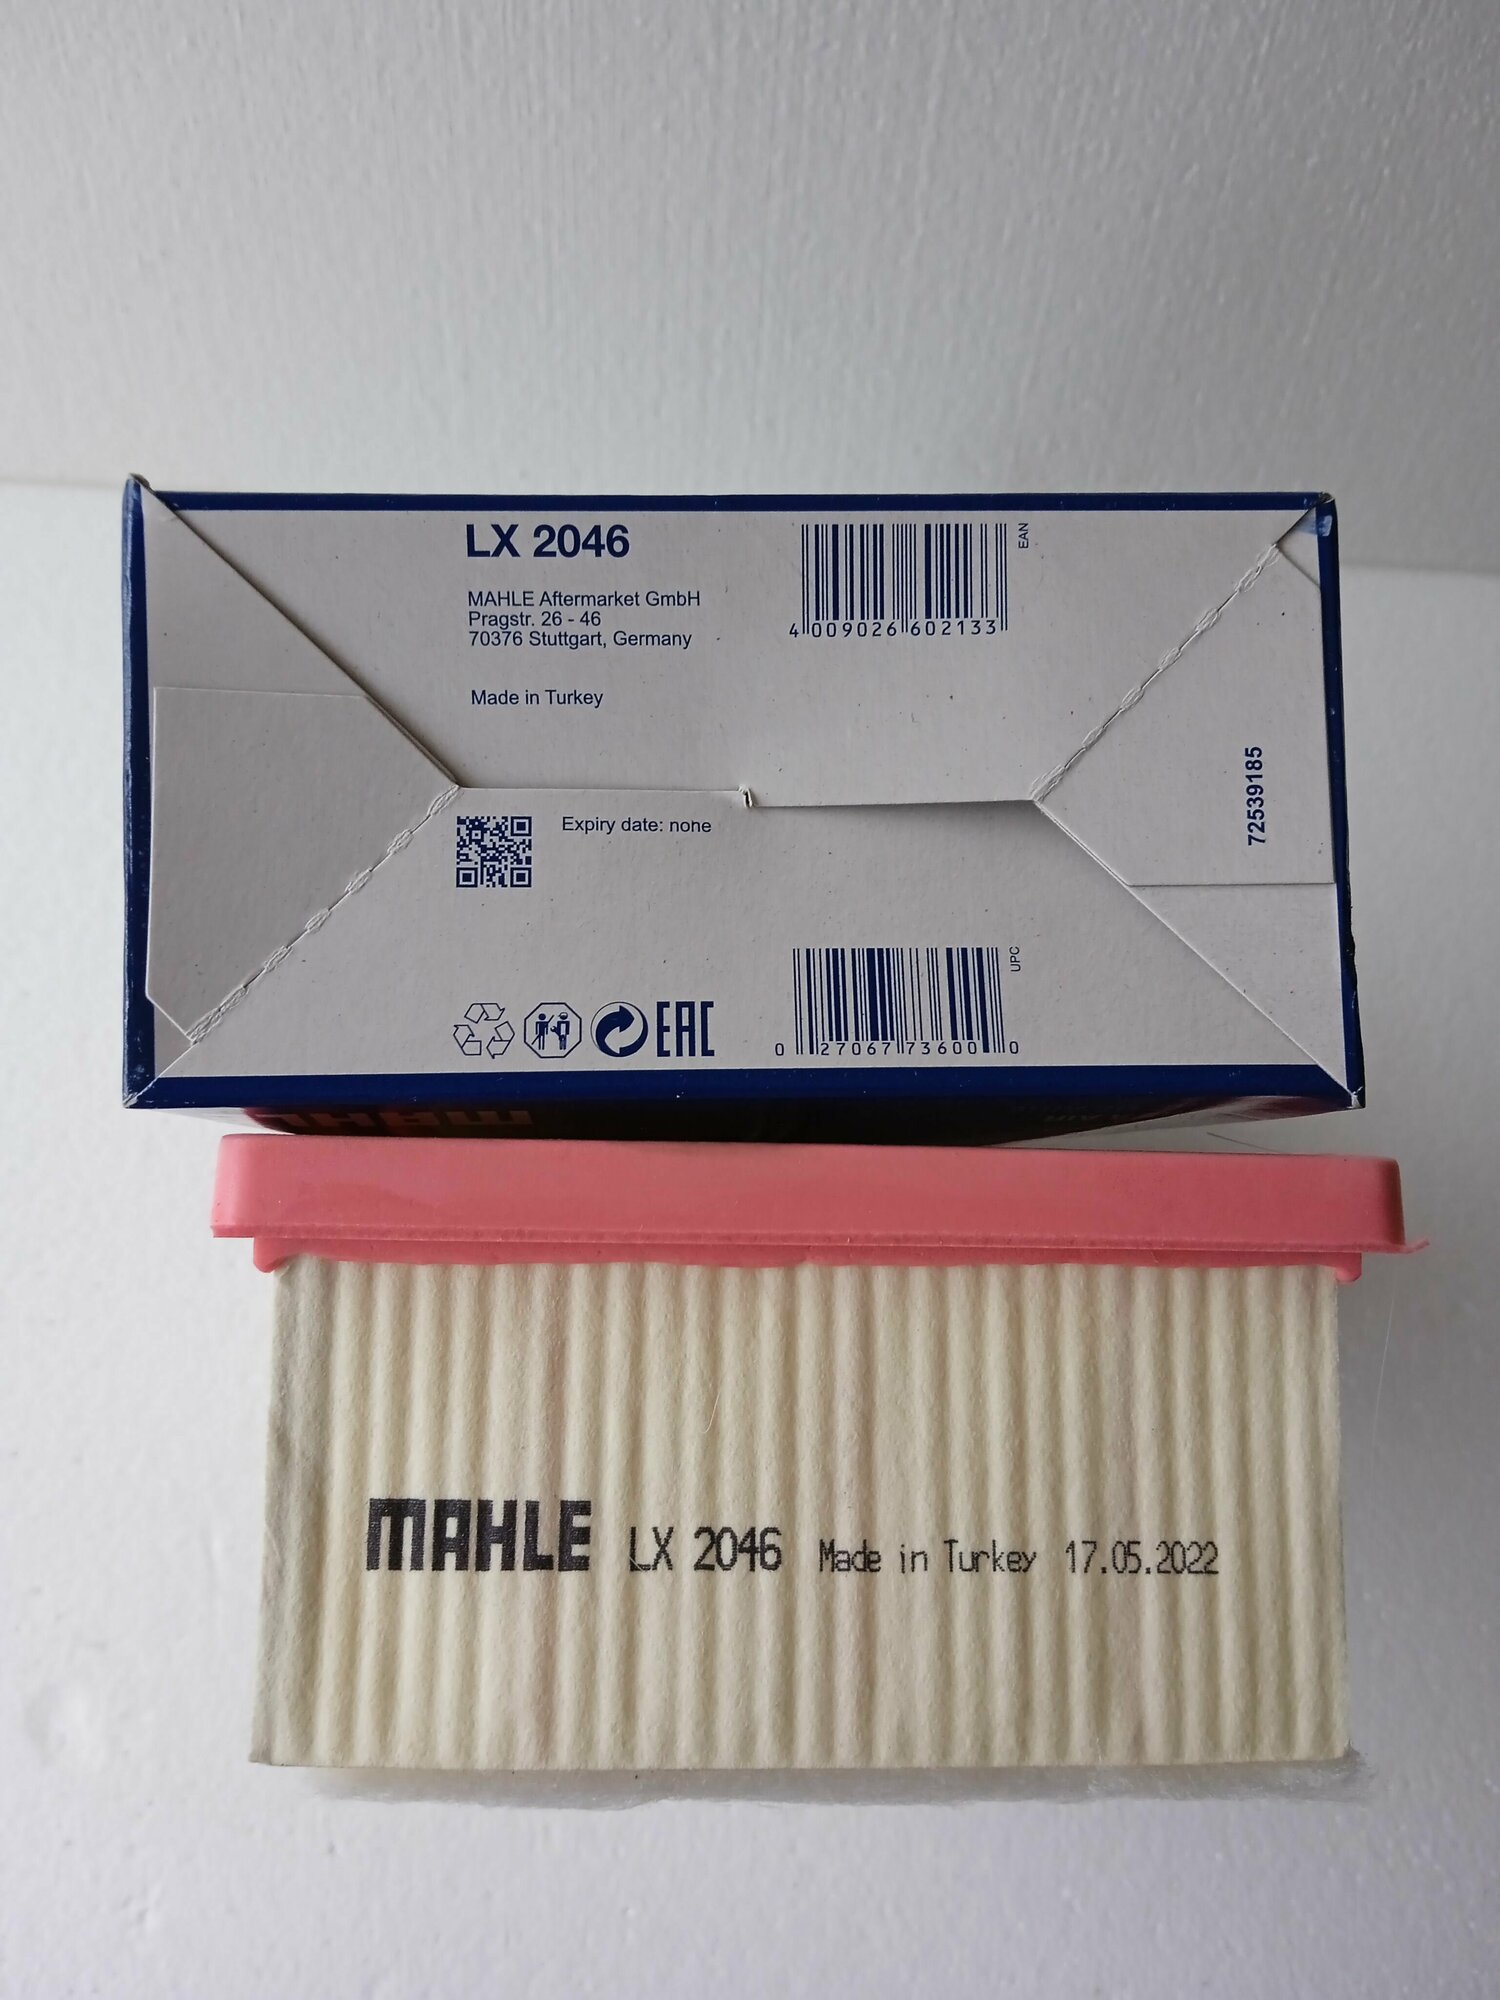 LX 2046
MAHLE Aftermarket GmbH
Pragstr. 26 - 46
70376 Stuttgart, Germany
Made in Turkey
EAN
4 009026 602133
72539185
Expiry date: none
UPC
0 27067 73600 0
EAC
MAHLE LX 2046 Made in Turkey 17.05.2022